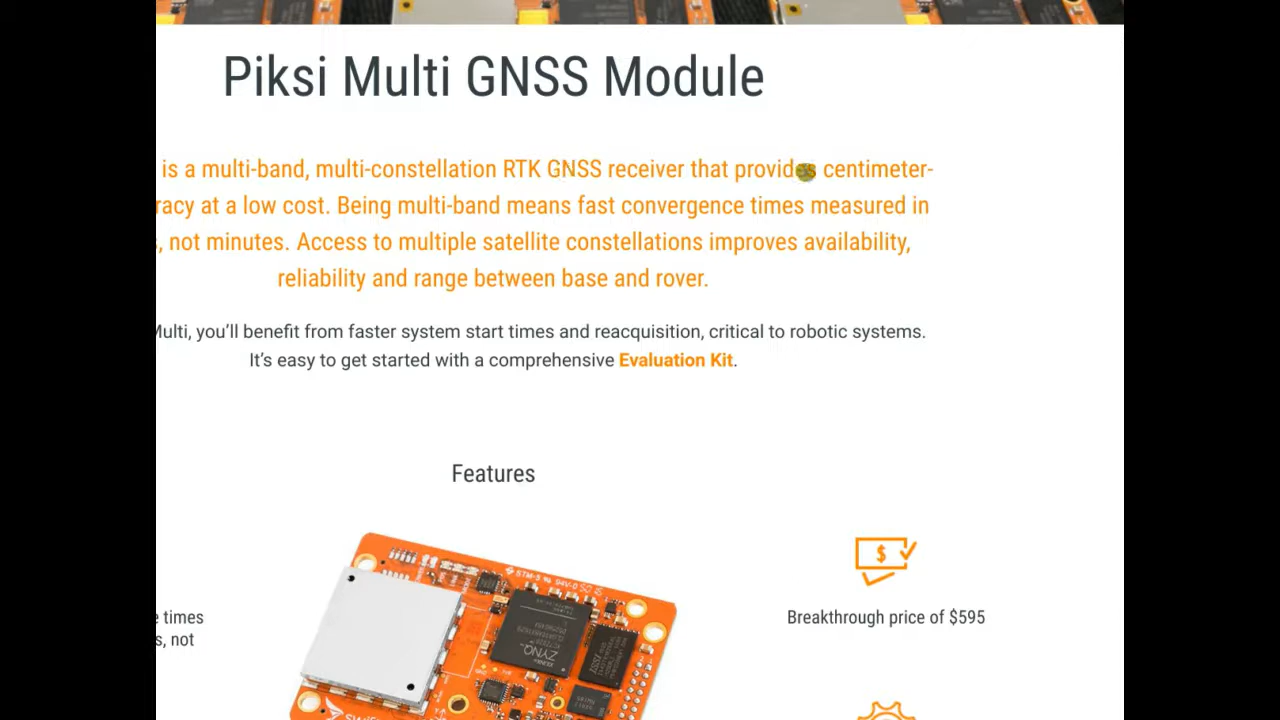 Piksi Multi GNSS Module
is a multi-band, multi-constellation RTK GNSS receiver that provides centimeter-
racy at a low cost. Being multi-band means fast convergence times measured in
, not minutes. Access to multiple satellite constellations improves availability,
reliability and range between base and rover.
Multi, you'll benefit from faster system start times and reacquisition, critical to robotic systems.
It's easy to get started with a comprehensive Evaluation Kit.
Features
e times
s, not
$
Breakthrough price of $595
ZYNQ